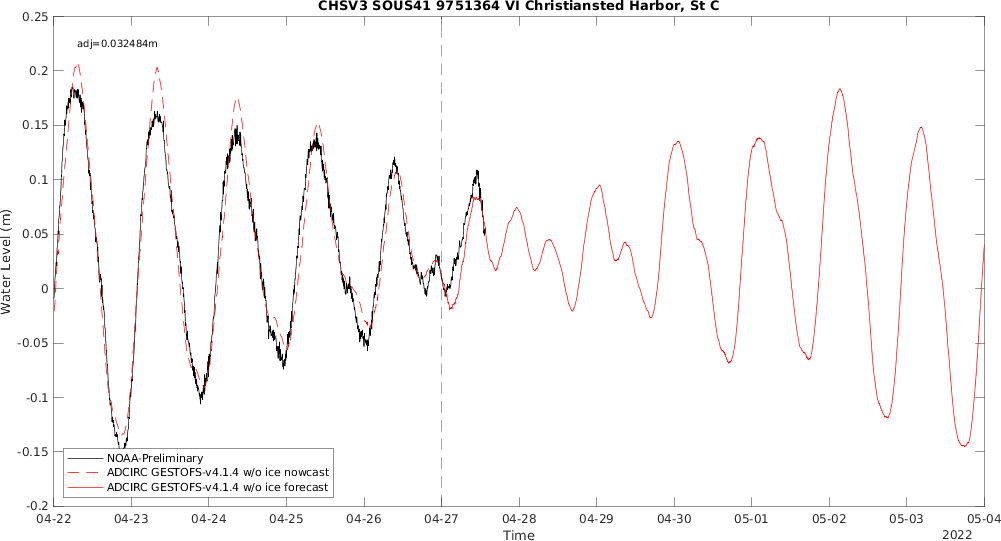 CHSV3 SOUS41 9751364 VI Christiansted Harbor, St C
adj=0.032484m
Water Level (m)
0.25
0.2
0.15
0.1
0.05
0
-0.05
-0.1
-0.15
-0.2
NOAA-Preliminary
ADCIRC GESTOFS-v4.1.4 w/o ice nowcast
ADCIRC GESTOFS-v4.1.4 w/o ice forecast
04-22 04-23 04-24 04-25 04-26 04-27 04-28 04-29 04-30 05-01 05-02 05-03 05-04
Time
2022